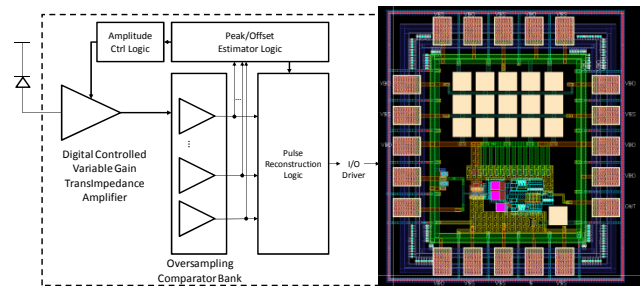 Amplitude
Ctrl Logic
Peak/Offset
Estimator Logic
Digital Controlled
Variable Gain
TransImpedance
Amplifier
...
...
Pulse
Reconstruction
Logic
I/O
Driver
Oversampling
Comparator Bank
OUT